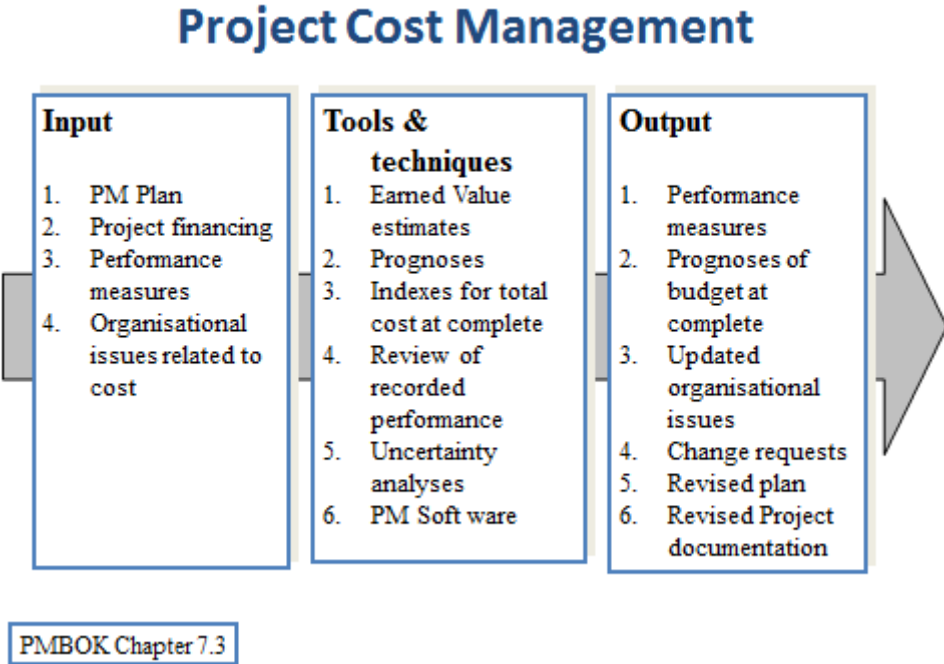 Project Cost Management
Input
1. PM Plan
2. Project financing
3. Performance
measures
4. Organisational
issues related to
cost
Tools &
techniques
1. Earned Value
estimates
2. Prognoses
3. Indexes for total
cost at complete
4. Review of
recorded
performance
5. Uncertainty
analyses
6. PM Soft ware
Output
1. Performance
measures
2. Prognoses of
budget at
complete
3. Updated
organisational
issues
4. Change requests
5. Revised plan
6. Revised Project
documentation
PMBOK Chapter 7.3